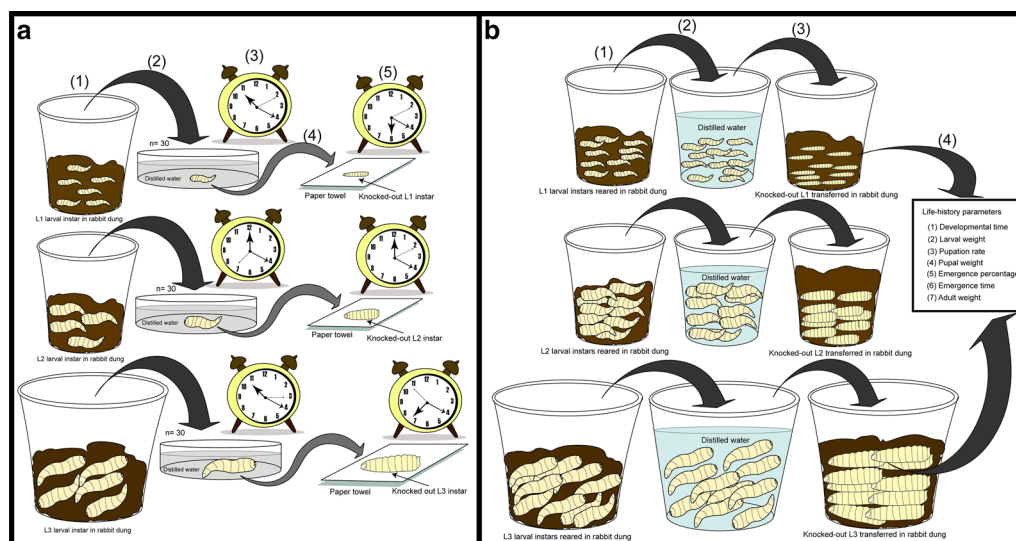 a
(1)
(2)
(3)
(4)
(5)
n= 30
Distilled water
Paper towel
Knocked-out L1 instar
L1 larval instar in rabbit dung
n= 30
Distilled water
Paper towel
Knocked-out L2 instar
L2 larval instar in rabbit dung
n= 30
Distilled water
Paper towel
Knocked out L3 instar
L3 larval instar in rabbit dung
b
(1)
(2)
(3)
(4)
Distilled water
L1 larval instars reared in rabbit dung
Knocked-out L1 transferred in rabbit dung
Distilled water
L2 larval instars reared in rabbit dung
Knocked-out L2 transferred in rabbit dung
Distilled water
L3 larval instars reared in rabbit dung
Knocked-out L3 transferred in rabbit dung
Life-history parameters
(1) Developmental time
(2) Larval weight
(3) Pupation rate
(4) Pupal weight
(5) Emergence percentage
(6) Emergence time
(7) Adult weight